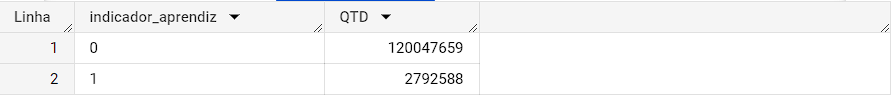 Linha indicador_aprendiz QTD
1 0 120047659
2 1 2792588